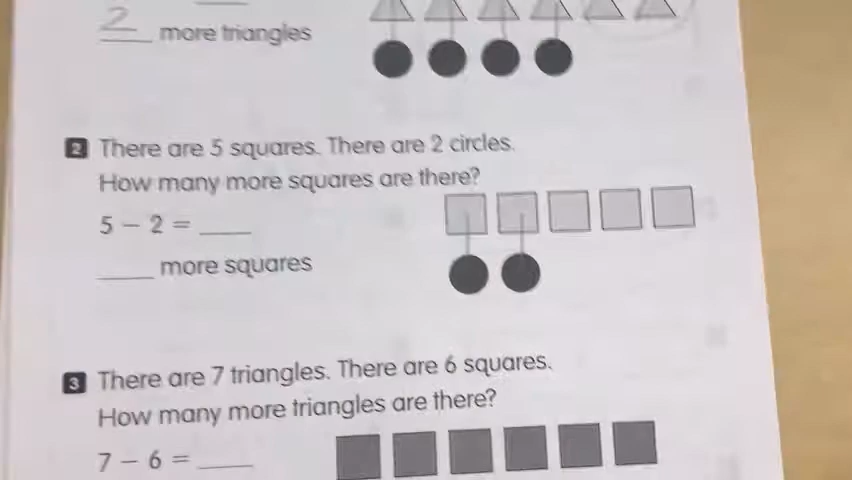 2 more triangles
2 There are 5 squares. There are 2 circles.
How many more squares are there?
5 − 2 = ____
____ more squares
3 There are 7 triangles. There are 6 squares.
How many more triangles are there?
7 − 6 = ____